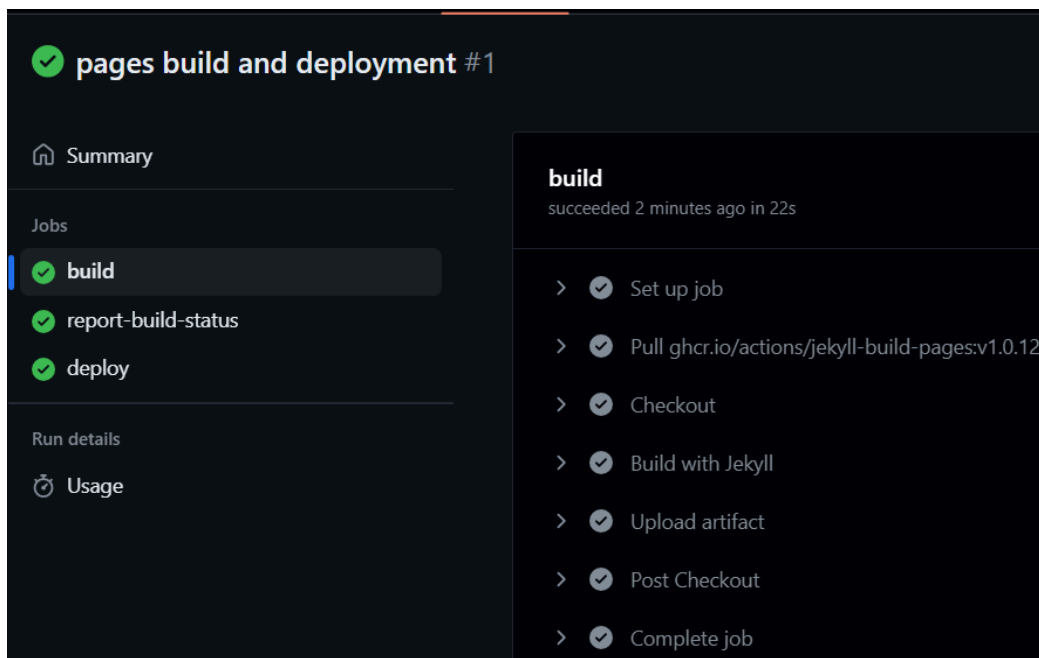 pages build and deployment #1
Summary
Jobs
build
report-build-status
deploy
Run details
Usage
build
succeeded 2 minutes ago in 22s
Set up job
Pull ghcr.io/actions/jekyll-build-pages:v1.0.12
Checkout
Build with Jekyll
Upload artifact
Post Checkout
Complete job